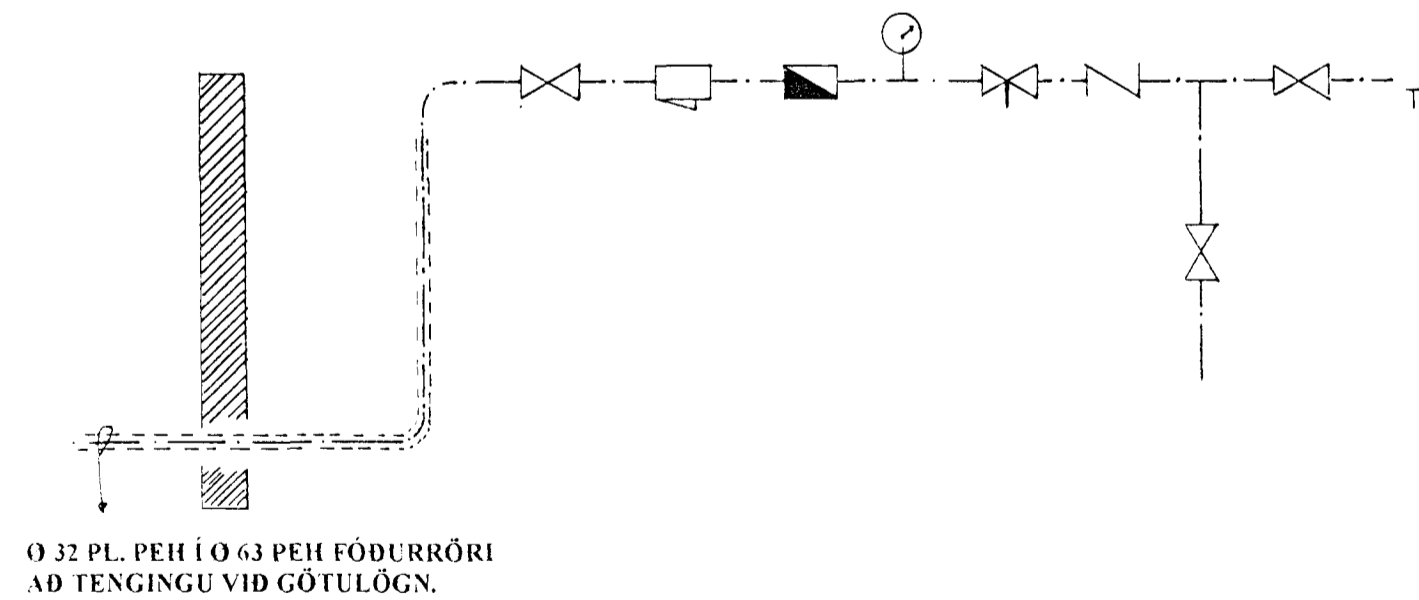 T
Ø 32 PL. PEH Í Ø 63 PEH FÓÐURRÖRI
AÐ TENGINGU VIÐ GÖTULÖGN.